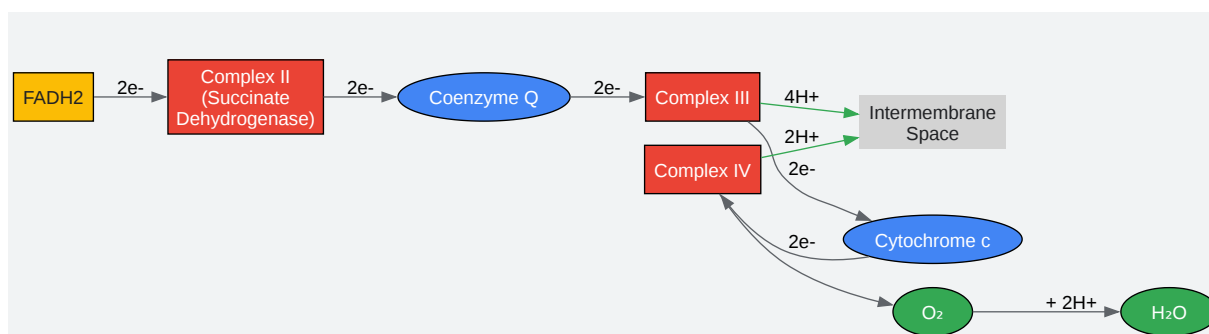 FADH2
2e-
Complex II
(Succinate
Dehydrogenase)
2e-
Coenzyme Q
2e-
Complex III
4H+
Intermembrane
Space
2H+
Complex IV
2e-
2e-
Cytochrome c
O₂
+ 2H+
H₂O